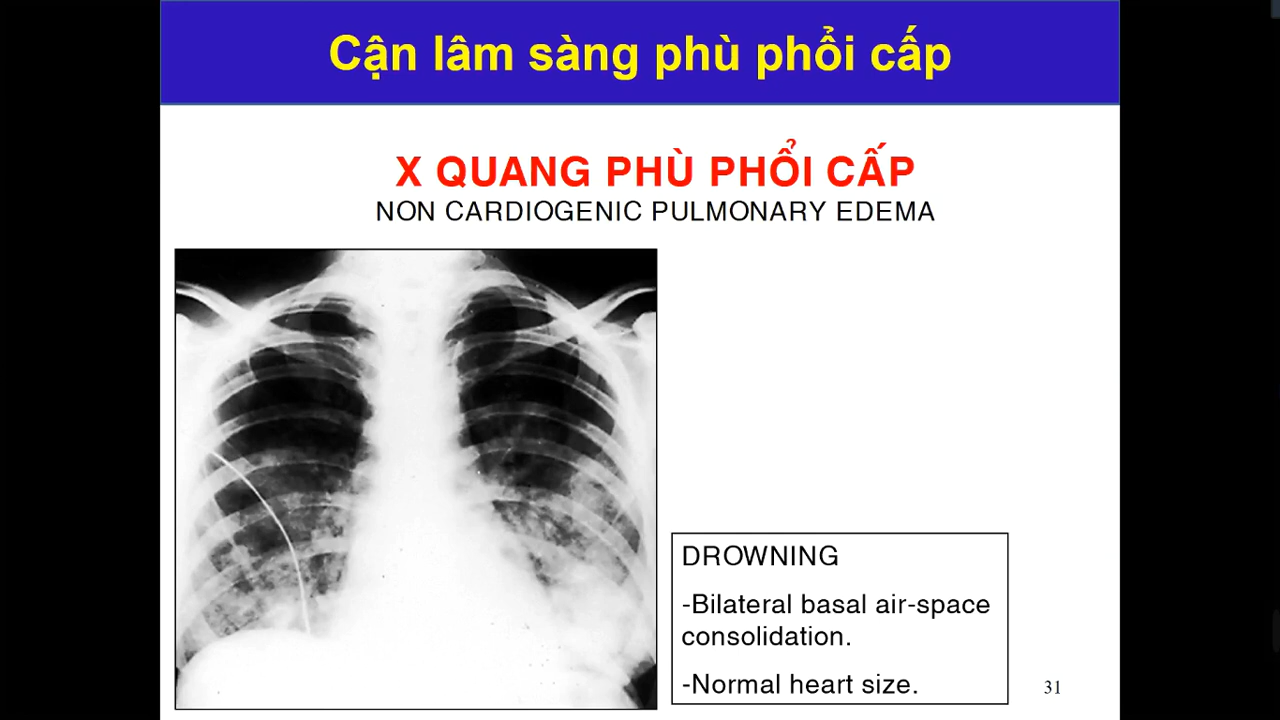 Cận lâm sàng phù phổi cấp
X QUANG PHÙ PHỔI CẤP
NON CARDIOGENIC PULMONARY EDEMA
DROWNING
-Bilateral basal air-space
consolidation.
-Normal heart size.
31